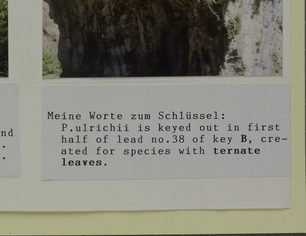 nd
.
.
Meine Worte zum Schlüssel:
P.ulrichii is keyed out in first
half of lead no.38 of key B, cre-
ated for species with ternate
leaves.